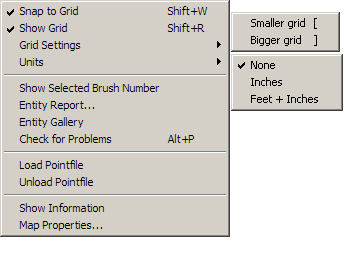 Snap to Grid Shift+W
Show Grid Shift+R
Grid Settings
Units
Show Selected Brush Number
Entity Report...
Entity Gallery
Check for Problems Alt+P
Load Pointfile
Unload Pointfile
Show Information
Map Properties...
Smaller grid [
Bigger grid ]
None
Inches
Feet + Inches